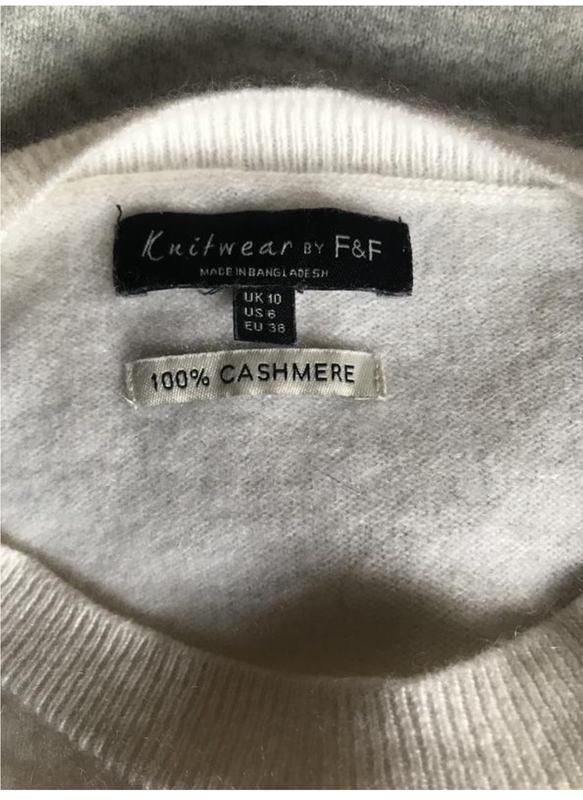 Knitwear BY F&F
MADE IN BANGLADESH
UK 10
US 6
EU 38
100% CASHMERE